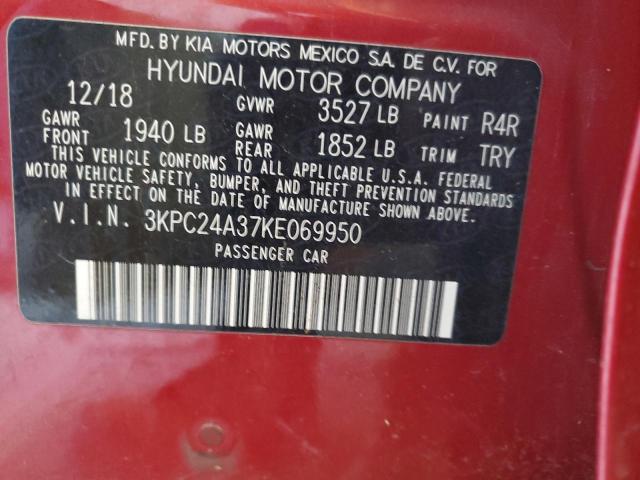 MFD. BY KIA MOTORS MEXICO S.A. DE C.V. FOR
HYUNDAI MOTOR COMPANY
12/18 GVWR 3527 LB PAINT R4R
GAWR FRONT 1940 LB GAWR REAR 1852 LB TRIM TRY
THIS VEHICLE CONFORMS TO ALL APPLICABLE U.S.A. FEDERAL
MOTOR VEHICLE SAFETY, BUMPER, AND THEFT PREVENTION STANDARDS
IN EFFECT ON THE DATE OF MANUFACTURE SHOWN ABOVE.
V.I.N. 3KPC24A37KE069950
PASSENGER CAR